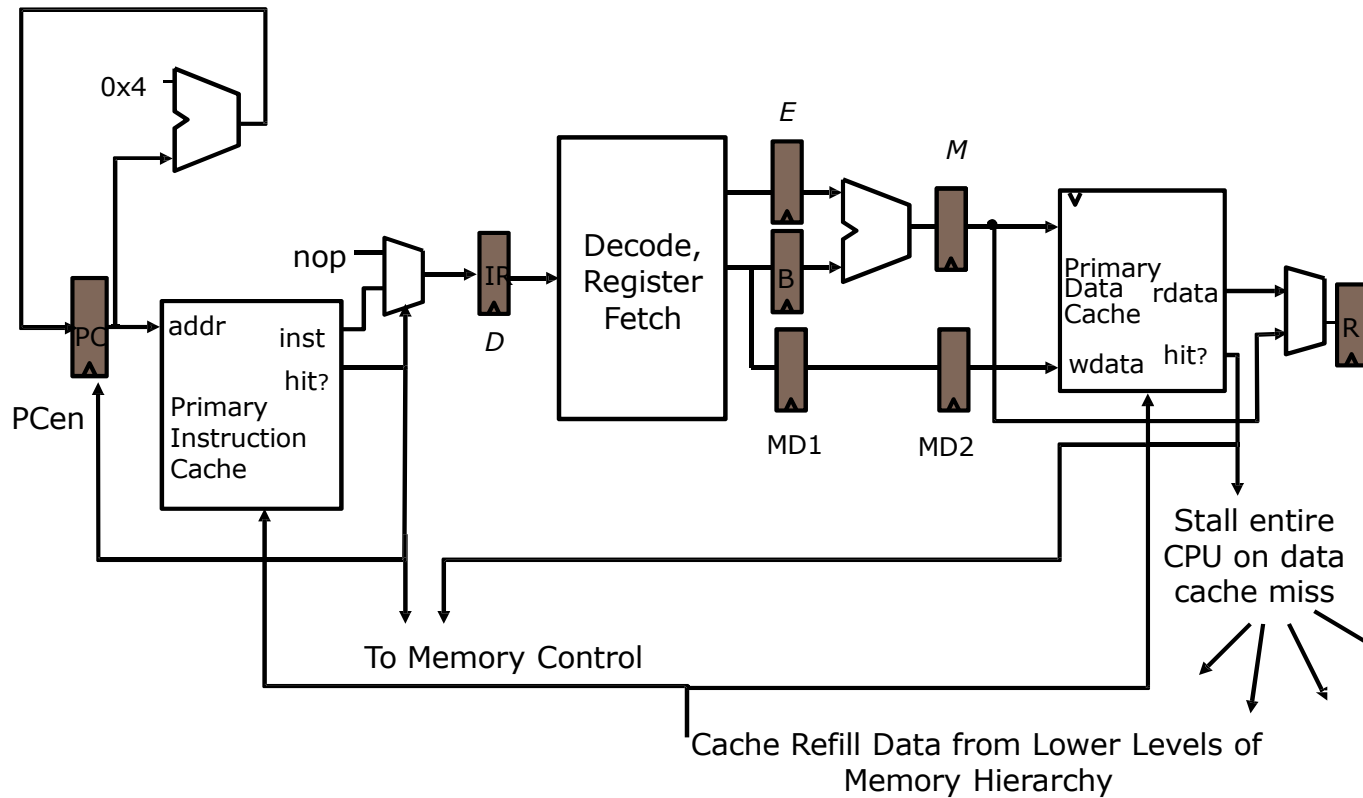 0x4
E
M
nop
IR
Decode,
Register
Fetch
B
Primary
Data
Cache
rdata
R
PC
addr
inst
D
hit?
wdata
hit?
PCen
Primary
Instruction
Cache
MD1
MD2
Stall entire
CPU on data
cache miss
To Memory Control
Cache Refill Data from Lower Levels of
Memory Hierarchy